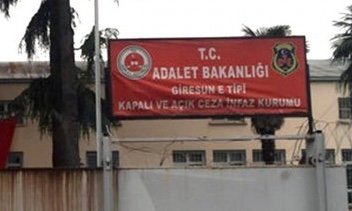 T.C.
ADALET BAKANLIĞI
GİRESUN E TİPİ
KAPALI VE AÇIK CEZA İNFAZ KURUMU